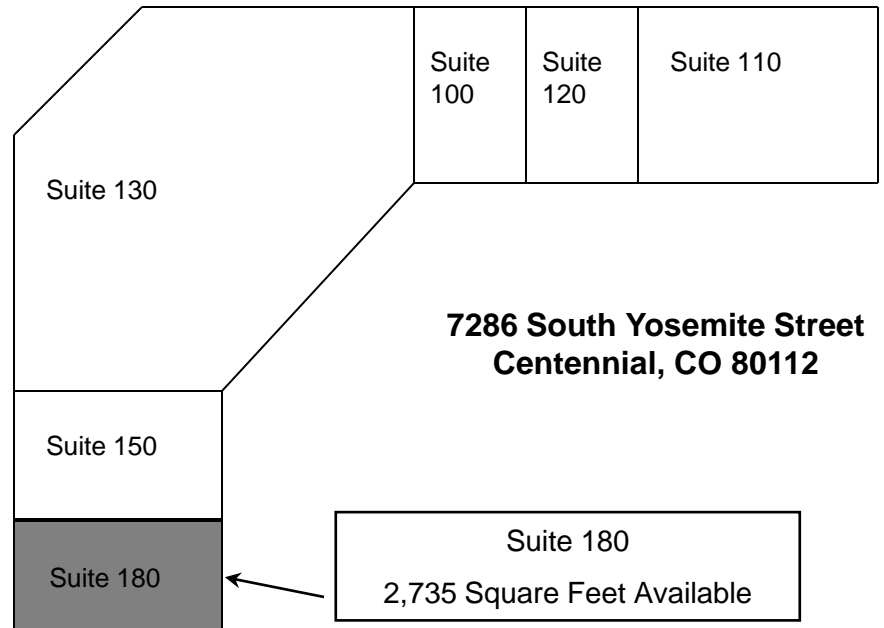 Suite
100
Suite
120
Suite 110
Suite 130
7286 South Yosemite Street
Centennial, CO 80112
Suite 150
Suite 180
Suite 180
2,735 Square Feet Available